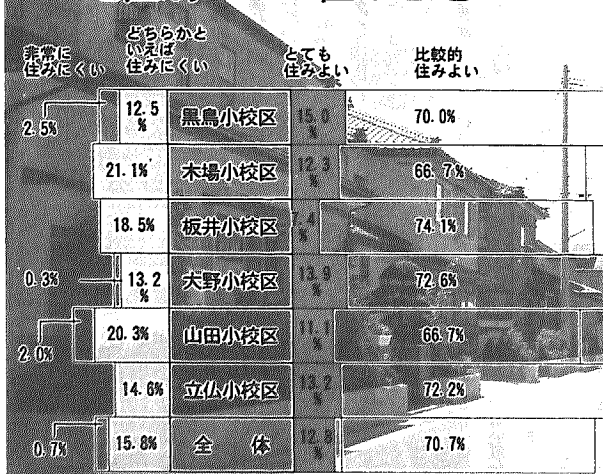 非常に
住みにくい
どちらかと
いえば
住みにくい
とても
住みよい
比較的
住みよい
2.5%
12.5
%
黒鳥小校区
15.0
%
70.0%
21.1%
木場小校区
12.3
%
66.7%
18.5%
板井小校区
7.4
%
74.1%
0.3%
13.2
%
大野小校区
13.9
%
72.6%
2.0%
20.3%
山田小校区
11.1
%
66.7%
14.6%
立仏小校区
13.2
%
72.2%
0.7%
15.8%
全 体
12.8
%
70.7%